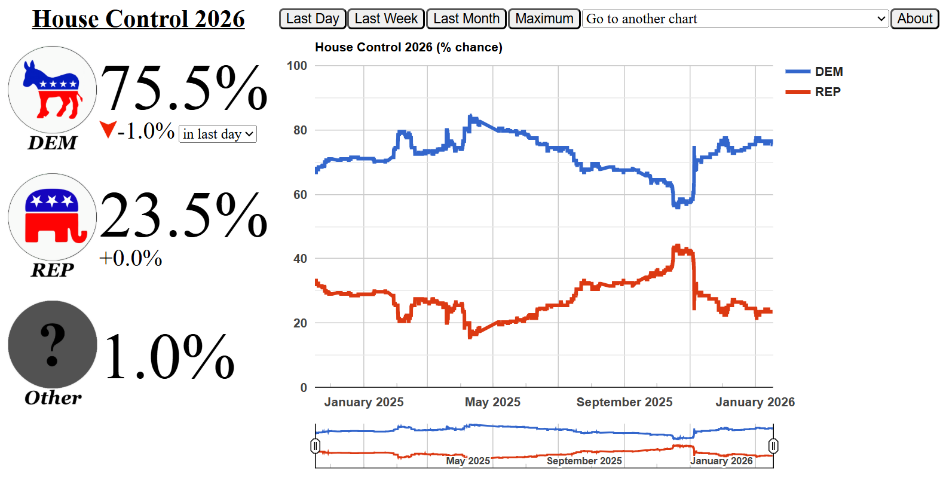 House Control 2026
Last Day Last Week Last Month Maximum Go to another chart About
75.5%
-1.0% in last day
DEM
23.5%
+0.0%
REP
?
1.0%
Other
House Control 2026 (% chance)
100
80
60
40
20
0
January 2025 May 2025 September 2025 January 2026
DEM
REP
May 2025 September 2025 January 2026